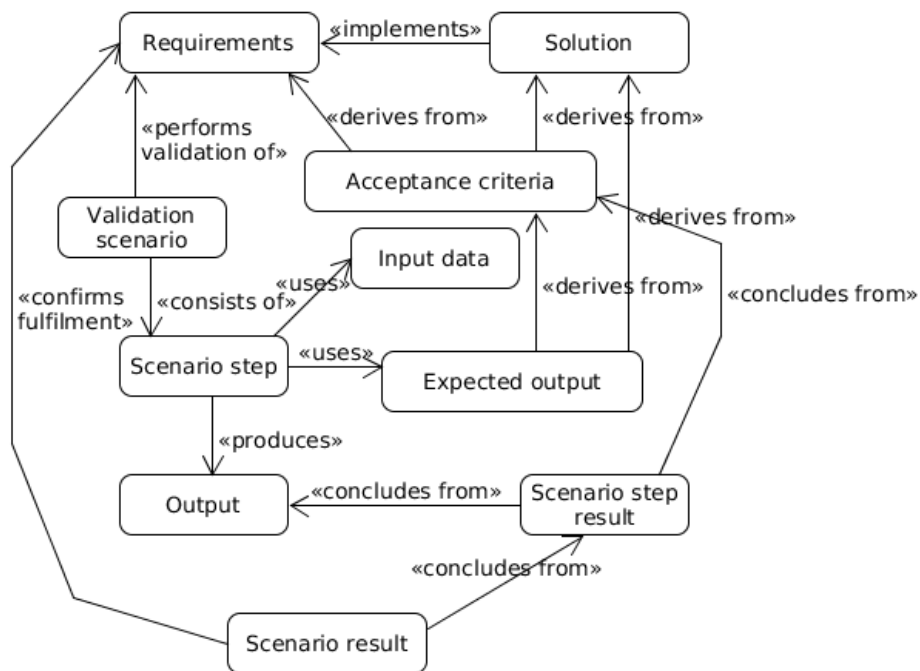 Requirements
«implements»
Solution
«derives from»
«derives from»
«performs
validation of»
Acceptance criteria
Validation
scenario
«derives from»
Input data
«uses»
«confirms
fulfilment»
«consists of»
«derives from»
«concludes from»
Scenario step
«uses»
Expected output
«produces»
Output
«concludes from»
Scenario step
result
«concludes from»
Scenario result